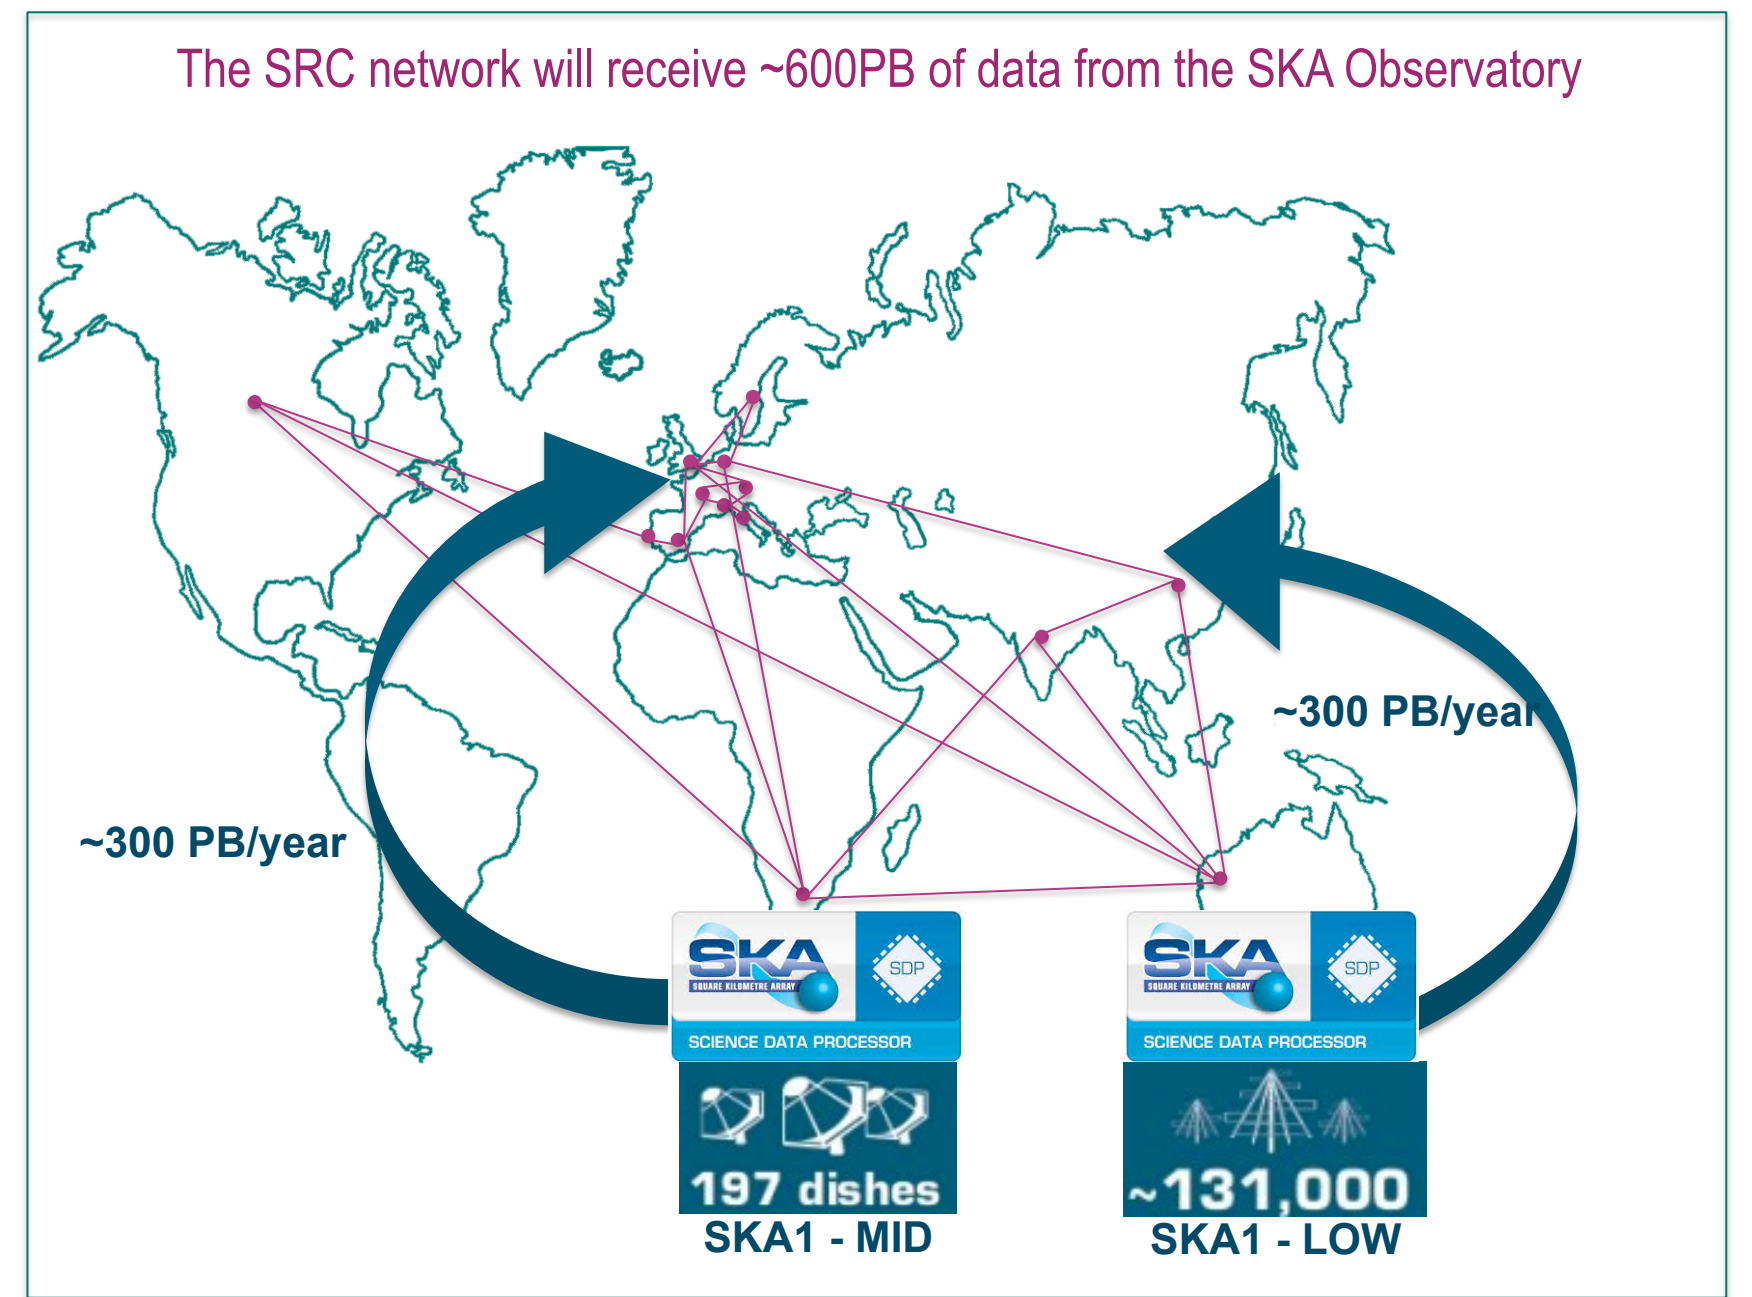 The SRC network will receive ~600PB of data from the SKA Observatory
~300 PB/year
~300 PB/year
SKA
SQUARE KILOMETRE ARRAY
SDP
SCIENCE DATA PROCESSOR
SKA
SQUARE KILOMETRE ARRAY
SDP
SCIENCE DATA PROCESSOR
197 dishes
~131,000
SKA1 - MID
SKA1 - LOW